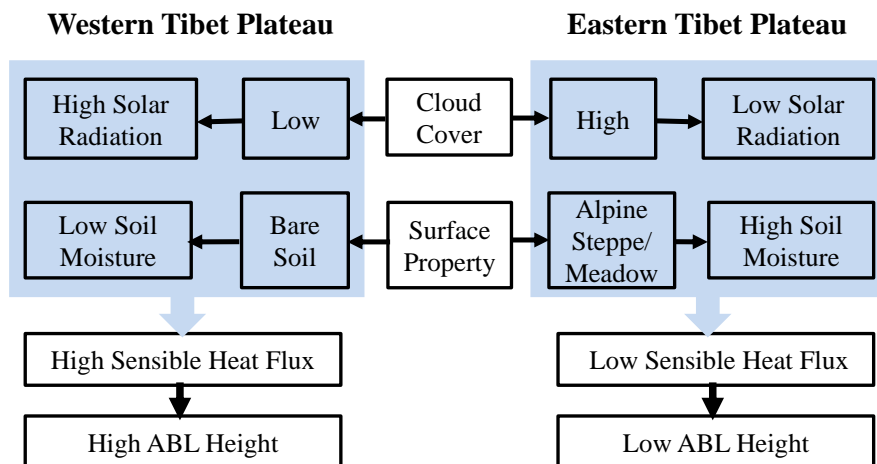 Western Tibet Plateau
Eastern Tibet Plateau
High Solar
Radiation
Low
Cloud
Cover
High
Low Solar
Radiation
Low Soil
Moisture
Bare
Soil
Surface
Property
Alpine
Steppe/
Meadow
High Soil
Moisture
High Sensible Heat Flux
Low Sensible Heat Flux
High ABL Height
Low ABL Height